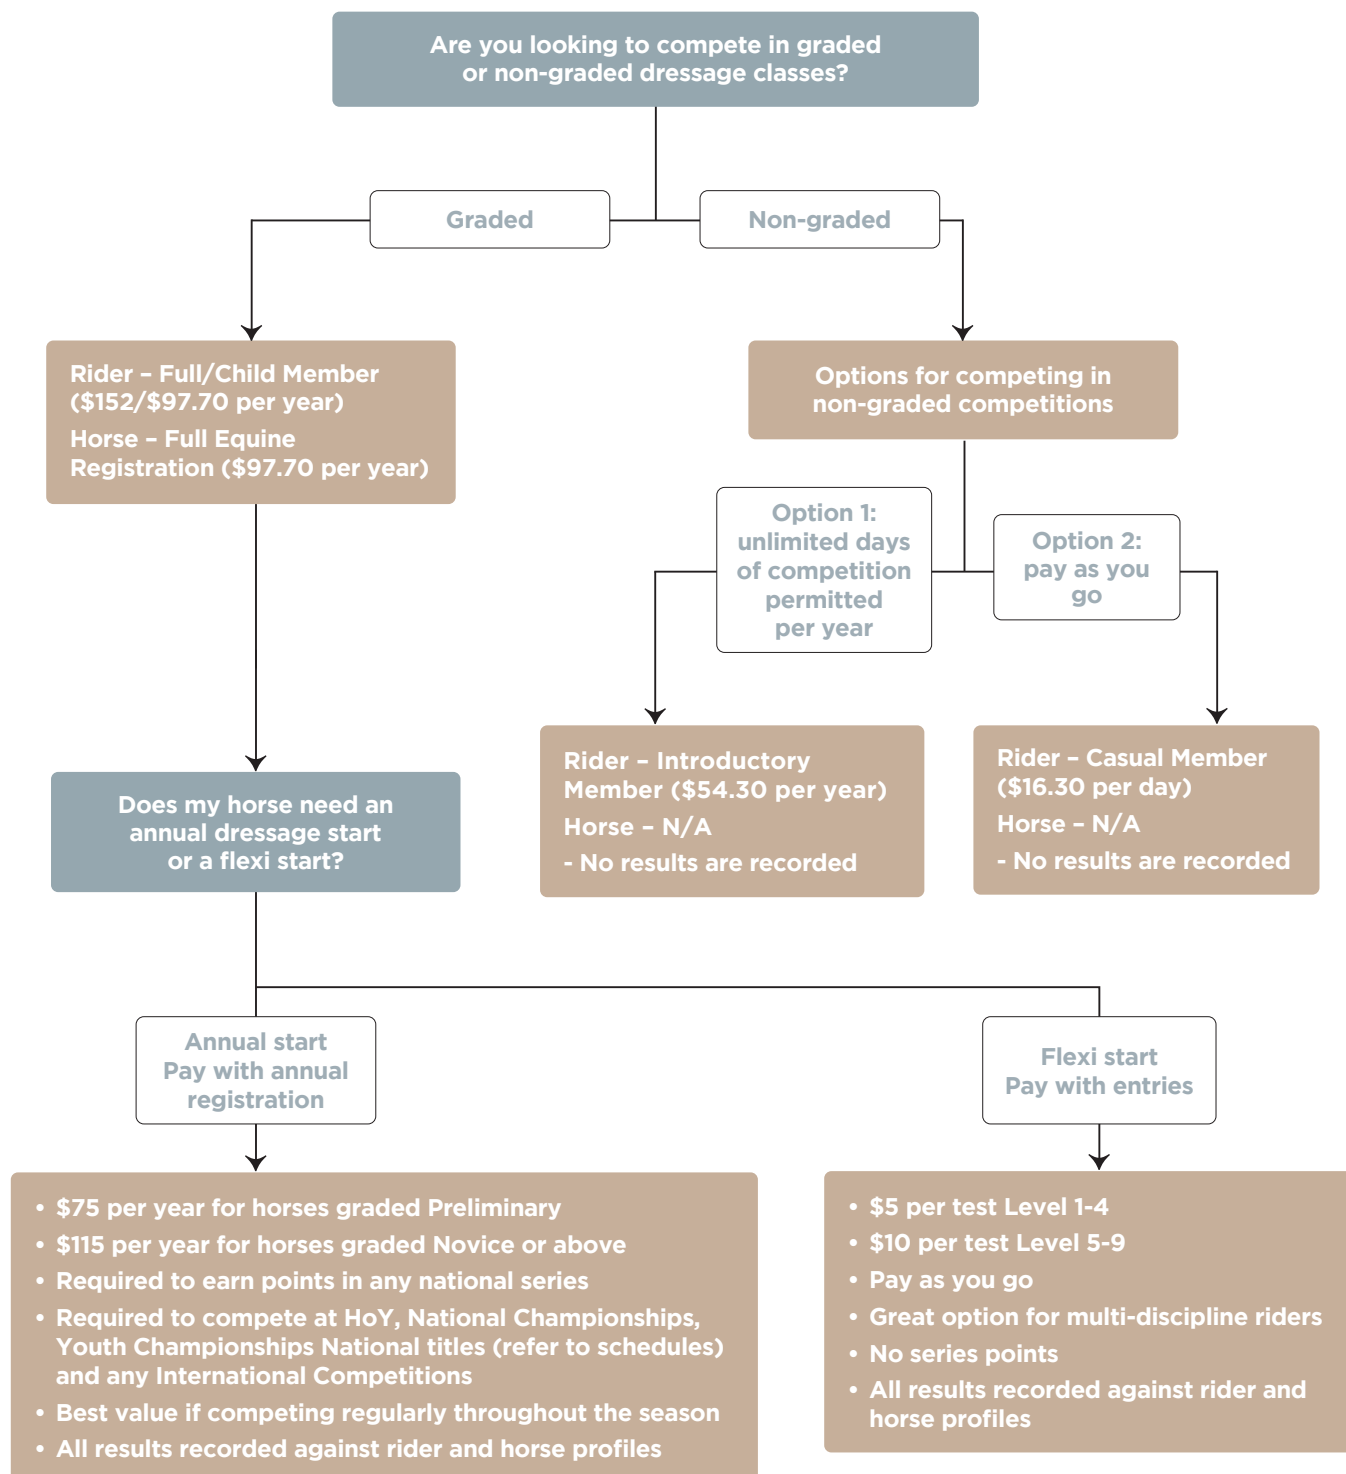 Are you looking to compete in graded
or non-graded dressage classes?
Graded
Non-graded
Rider – Full/Child Member
($152/$97.70 per year)
Horse – Full Equine
Registration ($97.70 per year)
Options for competing in
non-graded competitions
Option 1:
unlimited days
of competition
permitted
per year
Option 2:
pay as you
go
Rider – Introductory
Member ($54.30 per year)
Horse – N/A
- No results are recorded
Rider – Casual Member
($16.30 per day)
Horse – N/A
- No results are recorded
Does my horse need an
annual dressage start
or a flexi start?
Annual start
Pay with annual
registration
Flexi start
Pay with entries
• $75 per year for horses graded Preliminary
• $115 per year for horses graded Novice or above
• Required to earn points in any national series
• Required to compete at HoY, National Championships,
Youth Championships National titles (refer to schedules)
and any International Competitions
• Best value if competing regularly throughout the season
• All results recorded against rider and horse profiles
• $5 per test Level 1-4
• $10 per test Level 5-9
• Pay as you go
• Great option for multi-discipline riders
• No series points
• All results recorded against rider and
horse profiles